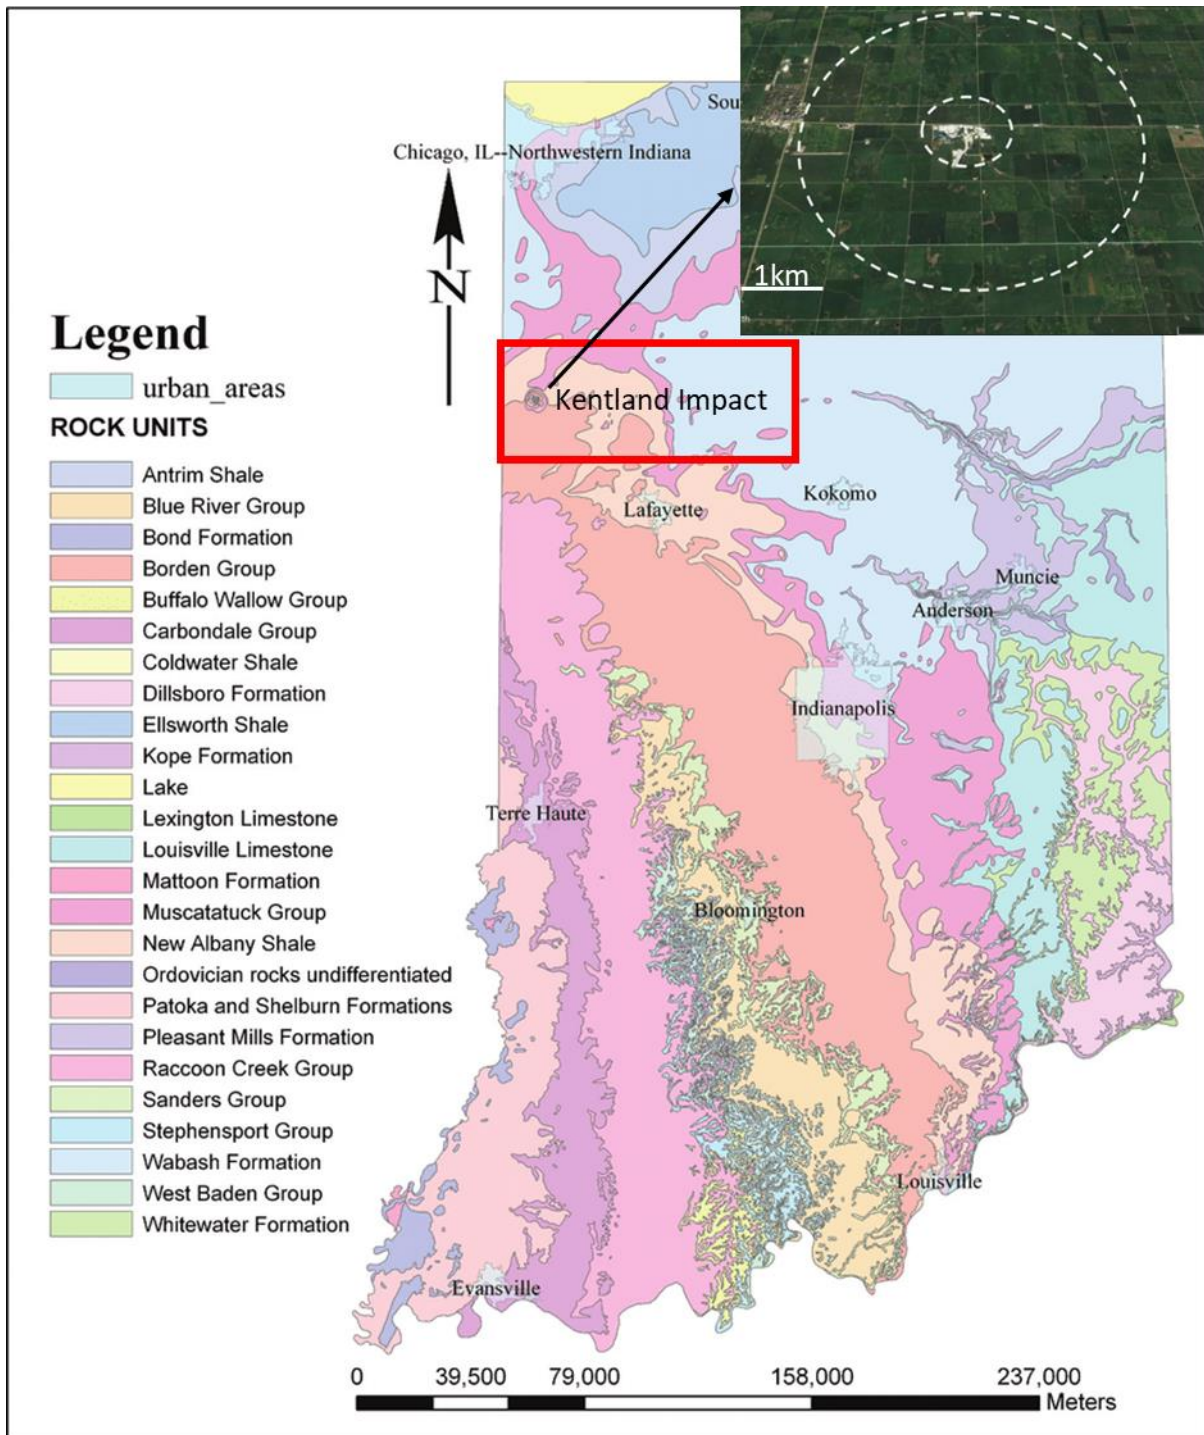 Sou
Chicago, IL--Northwestern Indiana
1km
N
Legend
urban_areas
ROCK UNITS
Antrim Shale
Blue River Group
Bond Formation
Borden Group
Buffalo Wallow Group
Carbondale Group
Coldwater Shale
Dillsboro Formation
Ellsworth Shale
Kope Formation
Lake
Lexington Limestone
Louisville Limestone
Mattoon Formation
Muscatatuck Group
New Albany Shale
Ordovician rocks undifferentiated
Patoka and Shelburn Formations
Pleasant Mills Formation
Raccoon Creek Group
Sanders Group
Stephensport Group
Wabash Formation
West Baden Group
Whitewater Formation
Kentland Impact
Kokomo
Lafayette
Muncie
Anderson
Indianapolis
Terre Haute
Bloomington
Louisville
Evansville
0 39,500 79,000 158,000 237,000
Meters